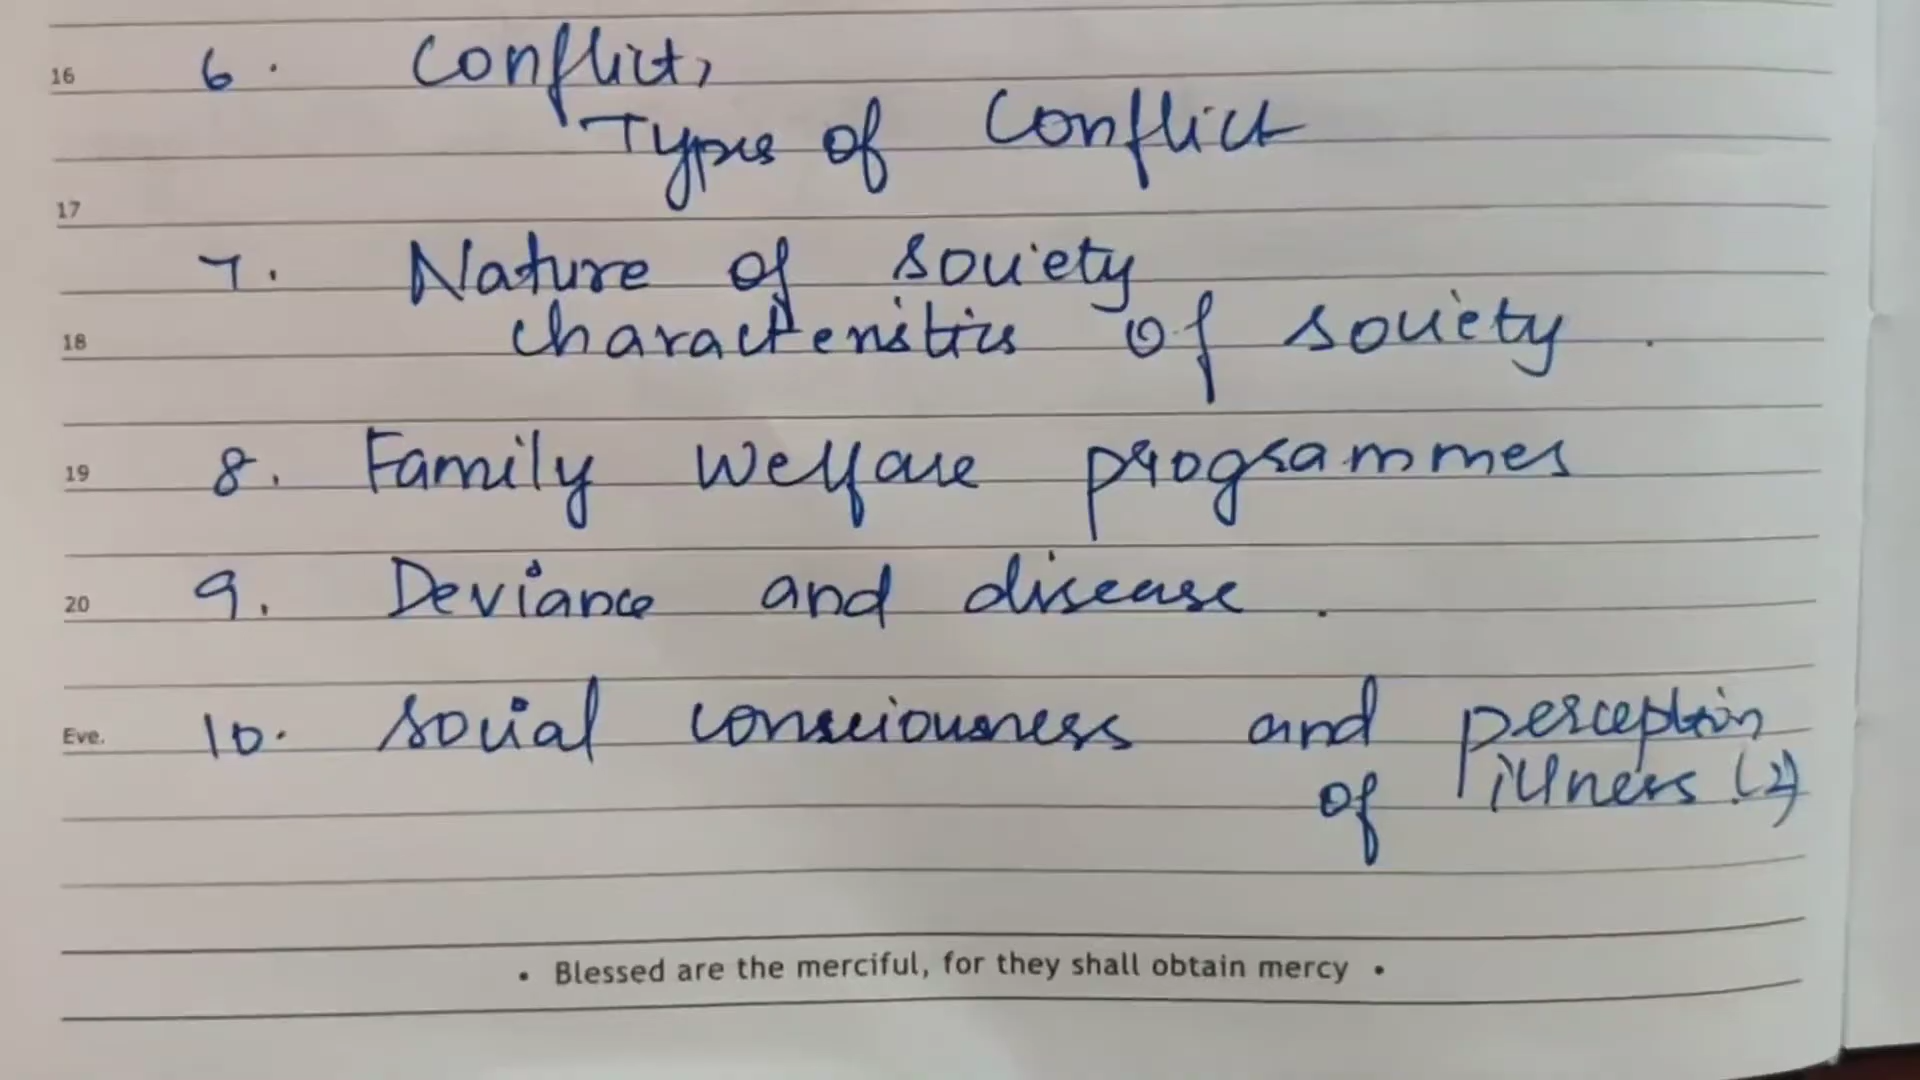 16 6. Conflict,
Types of Conflict
17
7. Nature of society
18 characteristics of society.
19 8. Family welfare programmes
20 9. Deviance and disease.
Eve. 10. social consciousness and perception
of illness (2)
• Blessed are the merciful, for they shall obtain mercy •